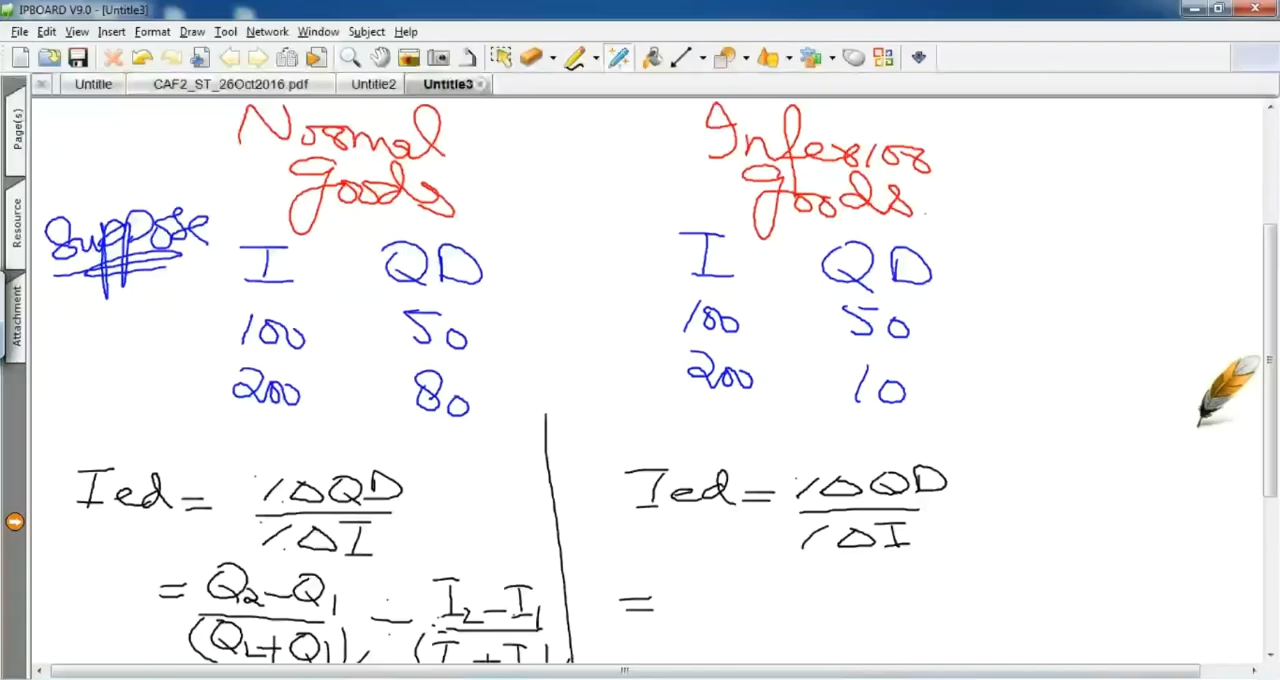 IPBOARD V9.0 - [Untitle3]
File Edit View Insert Format Draw Tool Network Window Subject Help
Untitle CAF2_ST_26Oct2016 pdf Untitle2 Untitle3
Page(s)
Resource
Attachment
Normal
goods
Inferior
goods
Suppose
I QD
100 50
200 80
I QD
100 50
200 10
Ied = %ΔQD
%ΔI
= Q2-Q1
(Q2+Q1)/
÷ I2-I1
(I +I )
Ied = %ΔQD
%ΔI
=